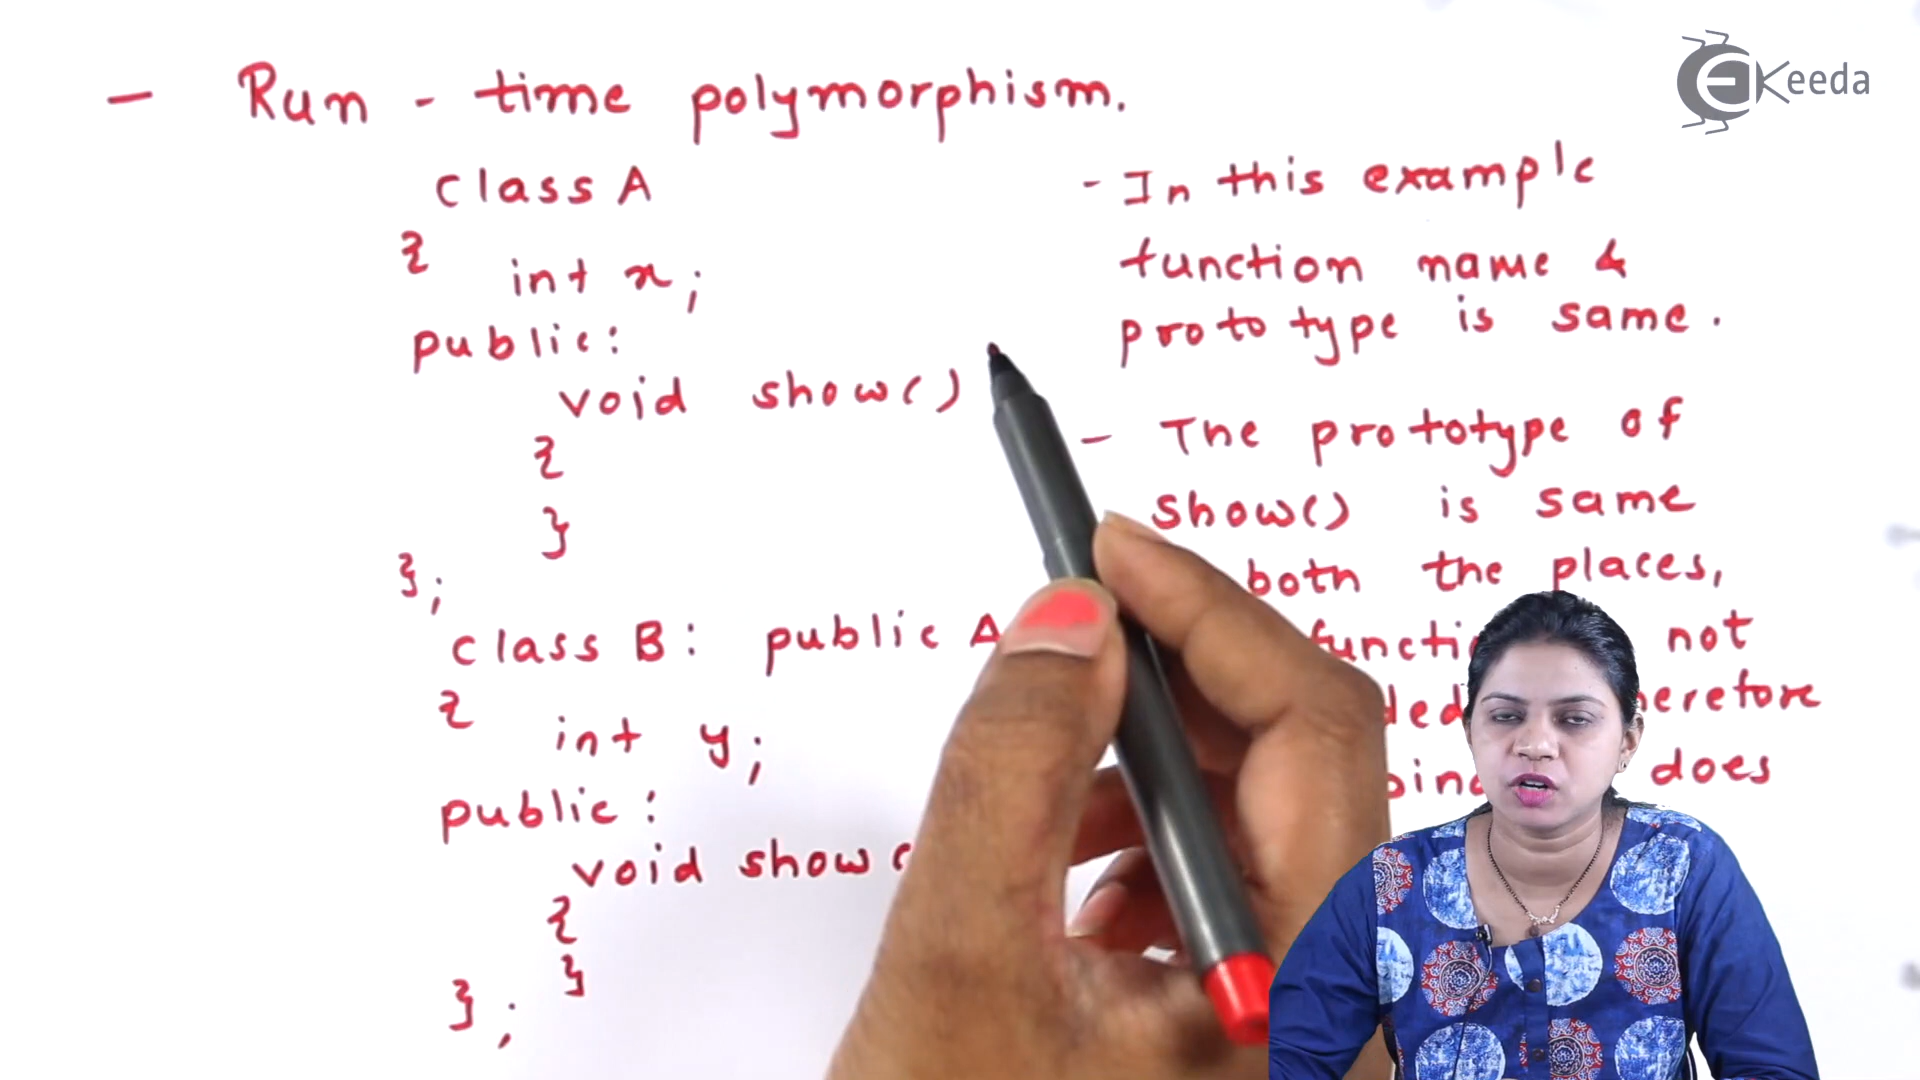 - Run - time polymorphism.
class A
{
int x;
public:
void show()
{
}
};
class B: public A
{
int y;
public:
void show(
{
}
};
- In this example
function name &
prototype is same.
- The prototype of
show() is same
both the places,
not
does
EKeeda